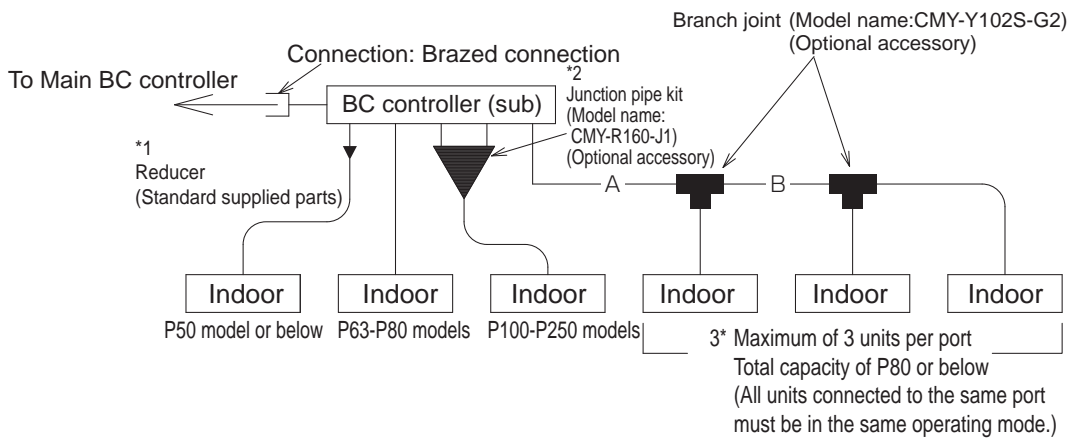 Branch joint (Model name:CMY-Y102S-G2)
(Optional accessory)
Connection: Brazed connection
To Main BC controller
BC controller (sub)
*2
Junction pipe kit
(Model name:
CMY-R160-J1)
(Optional accessory)
*1
Reducer
(Standard supplied parts)
A
B
Indoor
Indoor
Indoor
Indoor
Indoor
Indoor
P50 model or below
P63-P80 models
P100-P250 models
3* Maximum of 3 units per port
Total capacity of P80 or below
(All units connected to the same port
must be in the same operating mode.)